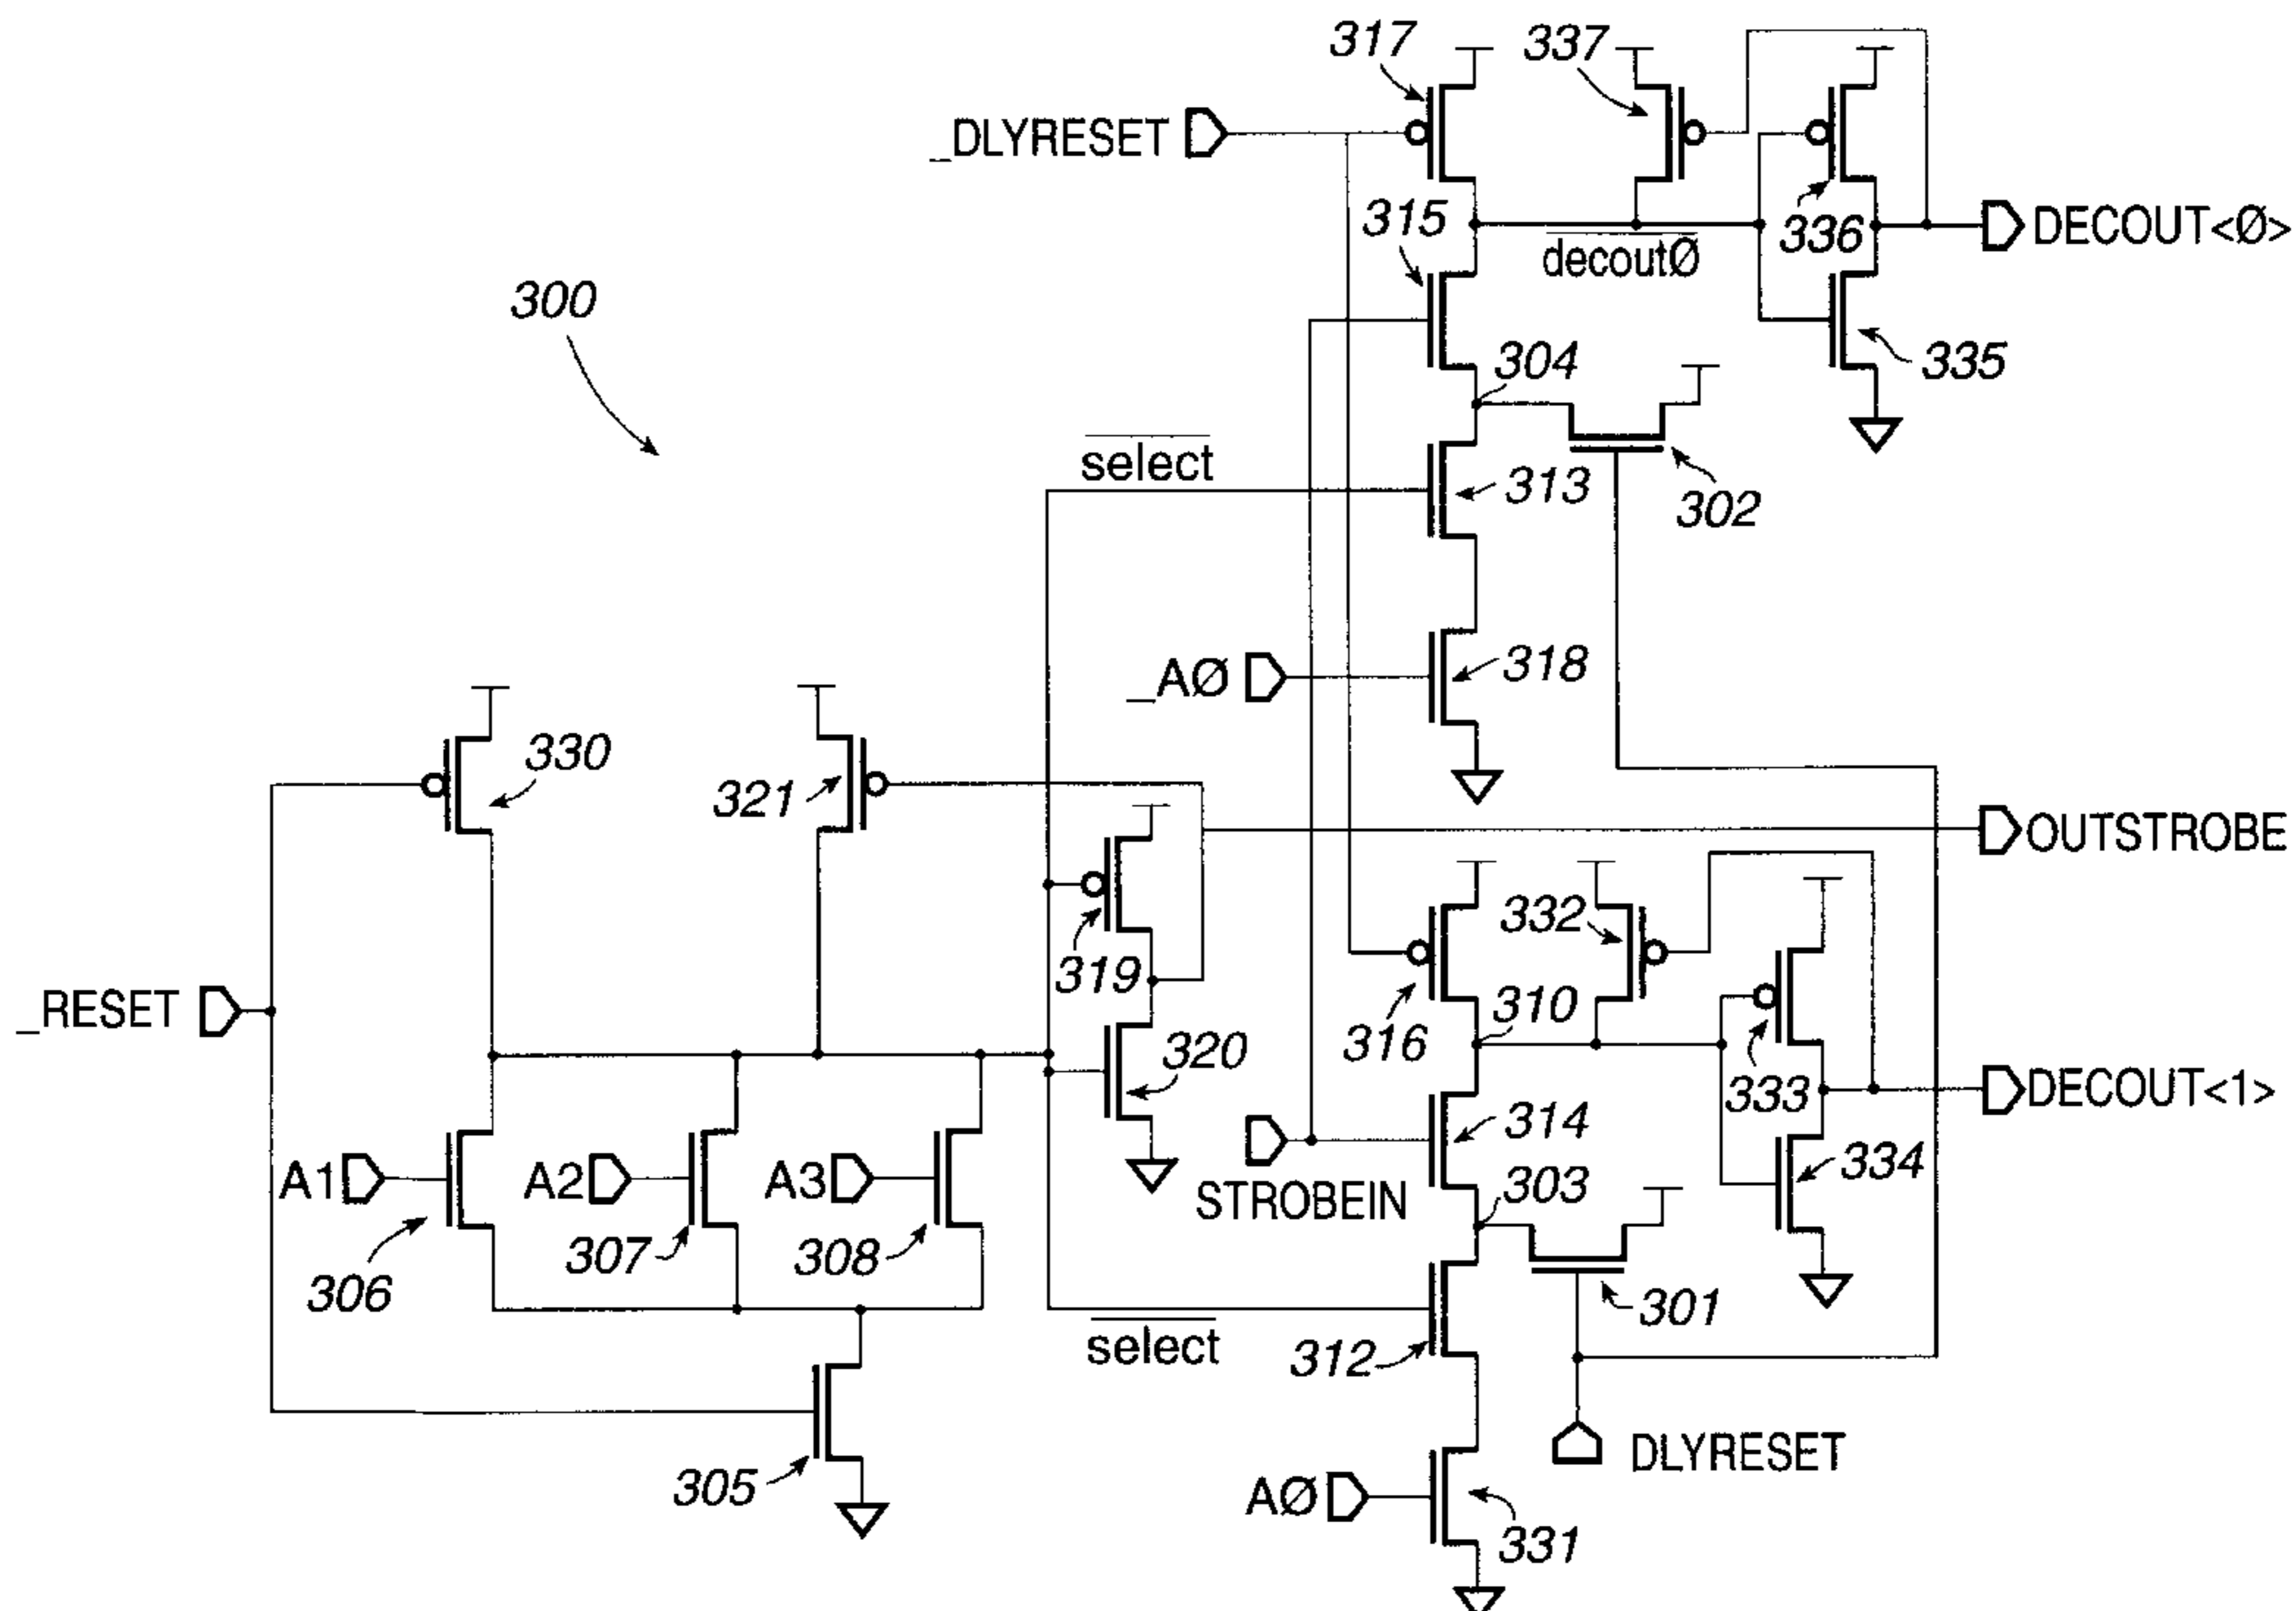 317
337
_DLYRESET
315
336
DECOUT<Ø>
decoutØ
300
304
335
select
313
302
_AØ
318
330
321
OUTSTROBE
332
319
_RESET
316
310
320
333
DECOUT<1>
314
A1
A2
A3
STROBEIN
303
334
306
307
308
301
select
312
305
DLYRESET
AØ
331